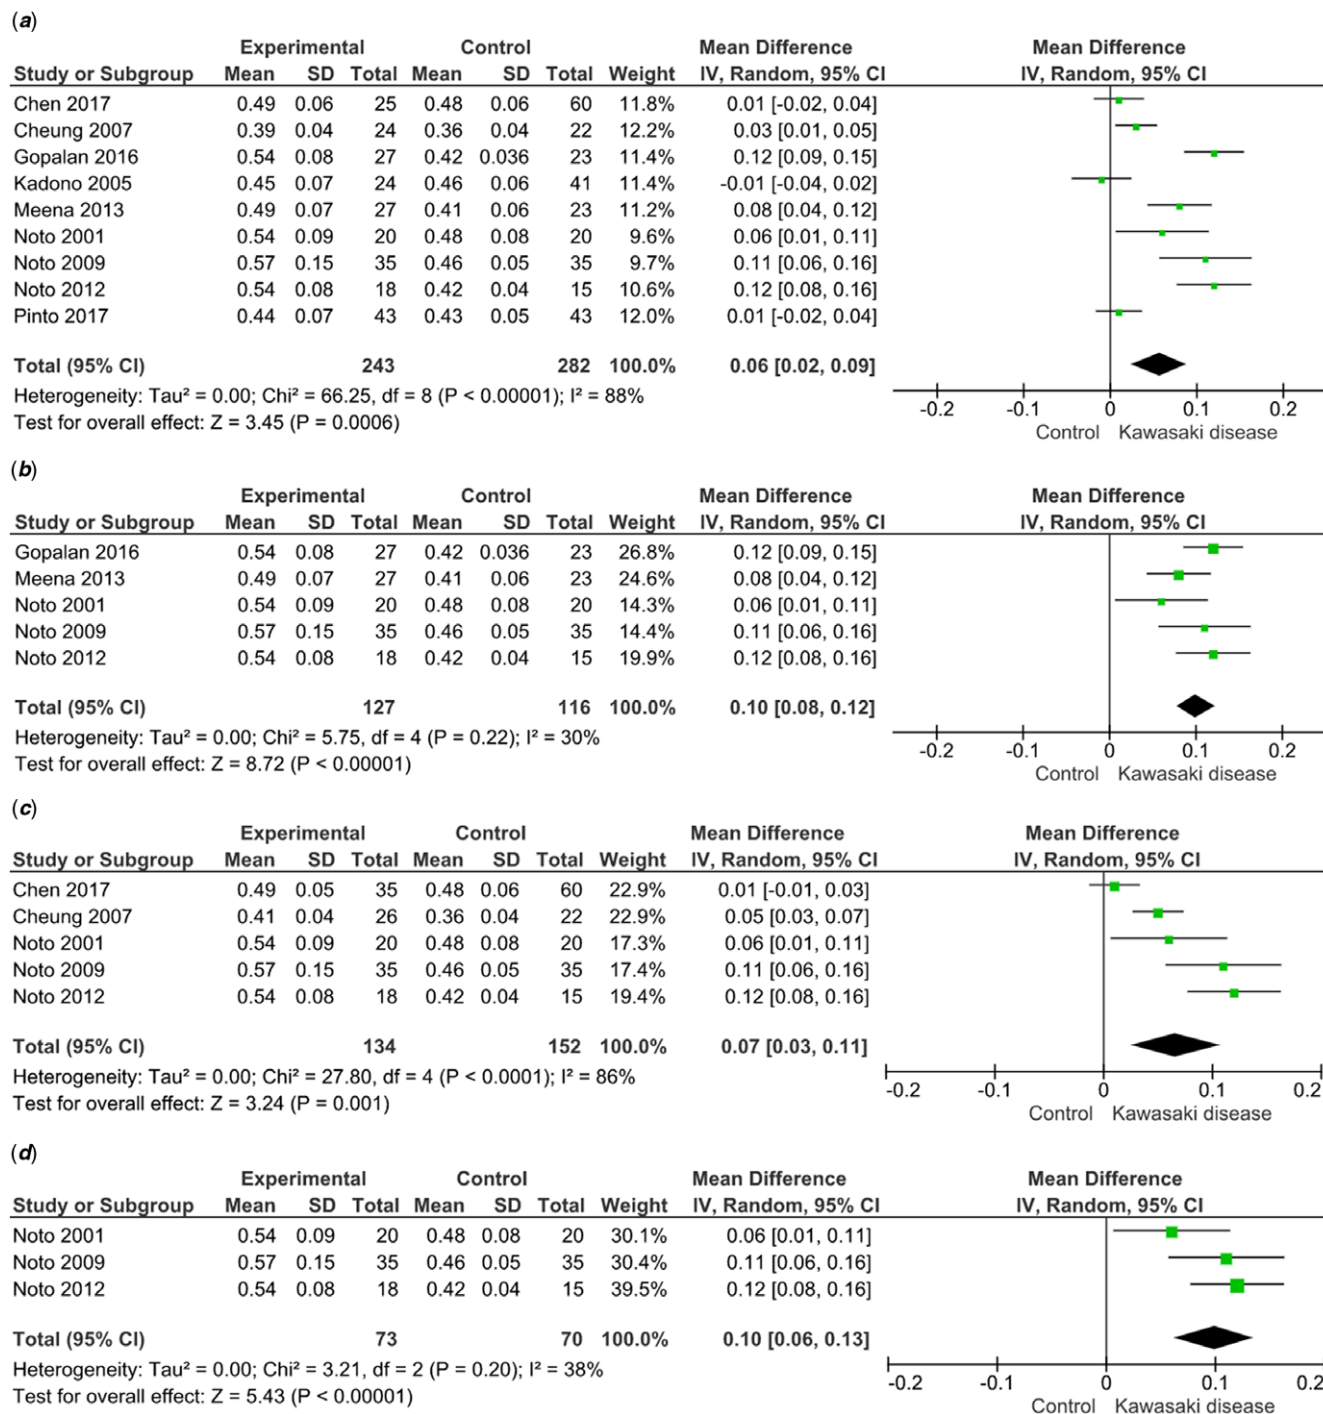 (a)
Experimental Control Mean Difference Mean Difference
Study or Subgroup Mean SD Total Mean SD Total Weight IV, Random, 95% CI IV, Random, 95% CI
Chen 2017 0.49 0.06 25 0.48 0.06 60 11.8% 0.01 [-0.02, 0.04]
Cheung 2007 0.39 0.04 24 0.36 0.04 22 12.2% 0.03 [0.01, 0.05]
Gopalan 2016 0.54 0.08 27 0.42 0.036 23 11.4% 0.12 [0.09, 0.15]
Kadono 2005 0.45 0.07 24 0.46 0.06 41 11.4% -0.01 [-0.04, 0.02]
Meena 2013 0.49 0.07 27 0.41 0.06 23 11.2% 0.08 [0.04, 0.12]
Noto 2001 0.54 0.09 20 0.48 0.08 20 9.6% 0.06 [0.01, 0.11]
Noto 2009 0.57 0.15 35 0.46 0.05 35 9.7% 0.11 [0.06, 0.16]
Noto 2012 0.54 0.08 18 0.42 0.04 15 10.6% 0.12 [0.08, 0.16]
Pinto 2017 0.44 0.07 43 0.43 0.05 43 12.0% 0.01 [-0.02, 0.04]
Total (95% CI) 243 282 100.0% 0.06 [0.02, 0.09]
Heterogeneity: Tau² = 0.00; Chi² = 66.25, df = 8 (P < 0.00001); I² = 88%
Test for overall effect: Z = 3.45 (P = 0.0006)
-0.2 -0.1 0 0.1 0.2
Control Kawasaki disease
(b)
Experimental Control Mean Difference Mean Difference
Study or Subgroup Mean SD Total Mean SD Total Weight IV, Random, 95% CI IV, Random, 95% CI
Gopalan 2016 0.54 0.08 27 0.42 0.036 23 26.8% 0.12 [0.09, 0.15]
Meena 2013 0.49 0.07 27 0.41 0.06 23 24.6% 0.08 [0.04, 0.12]
Noto 2001 0.54 0.09 20 0.48 0.08 20 14.3% 0.06 [0.01, 0.11]
Noto 2009 0.57 0.15 35 0.46 0.05 35 14.4% 0.11 [0.06, 0.16]
Noto 2012 0.54 0.08 18 0.42 0.04 15 19.9% 0.12 [0.08, 0.16]
Total (95% CI) 127 116 100.0% 0.10 [0.08, 0.12]
Heterogeneity: Tau² = 0.00; Chi² = 5.75, df = 4 (P = 0.22); I² = 30%
Test for overall effect: Z = 8.72 (P < 0.00001)
-0.2 -0.1 0 0.1 0.2
Control Kawasaki disease
(c)
Experimental Control Mean Difference Mean Difference
Study or Subgroup Mean SD Total Mean SD Total Weight IV, Random, 95% CI IV, Random, 95% CI
Chen 2017 0.49 0.05 35 0.48 0.06 60 22.9% 0.01 [-0.01, 0.03]
Cheung 2007 0.41 0.04 26 0.36 0.04 22 22.9% 0.05 [0.03, 0.07]
Noto 2001 0.54 0.09 20 0.48 0.08 20 17.3% 0.06 [0.01, 0.11]
Noto 2009 0.57 0.15 35 0.46 0.05 35 17.4% 0.11 [0.06, 0.16]
Noto 2012 0.54 0.08 18 0.42 0.04 15 19.4% 0.12 [0.08, 0.16]
Total (95% CI) 134 152 100.0% 0.07 [0.03, 0.11]
Heterogeneity: Tau² = 0.00; Chi² = 27.80, df = 4 (P < 0.0001); I² = 86%
Test for overall effect: Z = 3.24 (P = 0.001)
-0.2 -0.1 0 0.1 0.2
Control Kawasaki disease
(d)
Experimental Control Mean Difference Mean Difference
Study or Subgroup Mean SD Total Mean SD Total Weight IV, Random, 95% CI IV, Random, 95% CI
Noto 2001 0.54 0.09 20 0.48 0.08 20 30.1% 0.06 [0.01, 0.11]
Noto 2009 0.57 0.15 35 0.46 0.05 35 30.4% 0.11 [0.06, 0.16]
Noto 2012 0.54 0.08 18 0.42 0.04 15 39.5% 0.12 [0.08, 0.16]
Total (95% CI) 73 70 100.0% 0.10 [0.06, 0.13]
Heterogeneity: Tau² = 0.00; Chi² = 3.21, df = 2 (P = 0.20); I² = 38%
Test for overall effect: Z = 5.43 (P < 0.00001)
-0.2 -0.1 0 0.1 0.2
Control Kawasaki disease